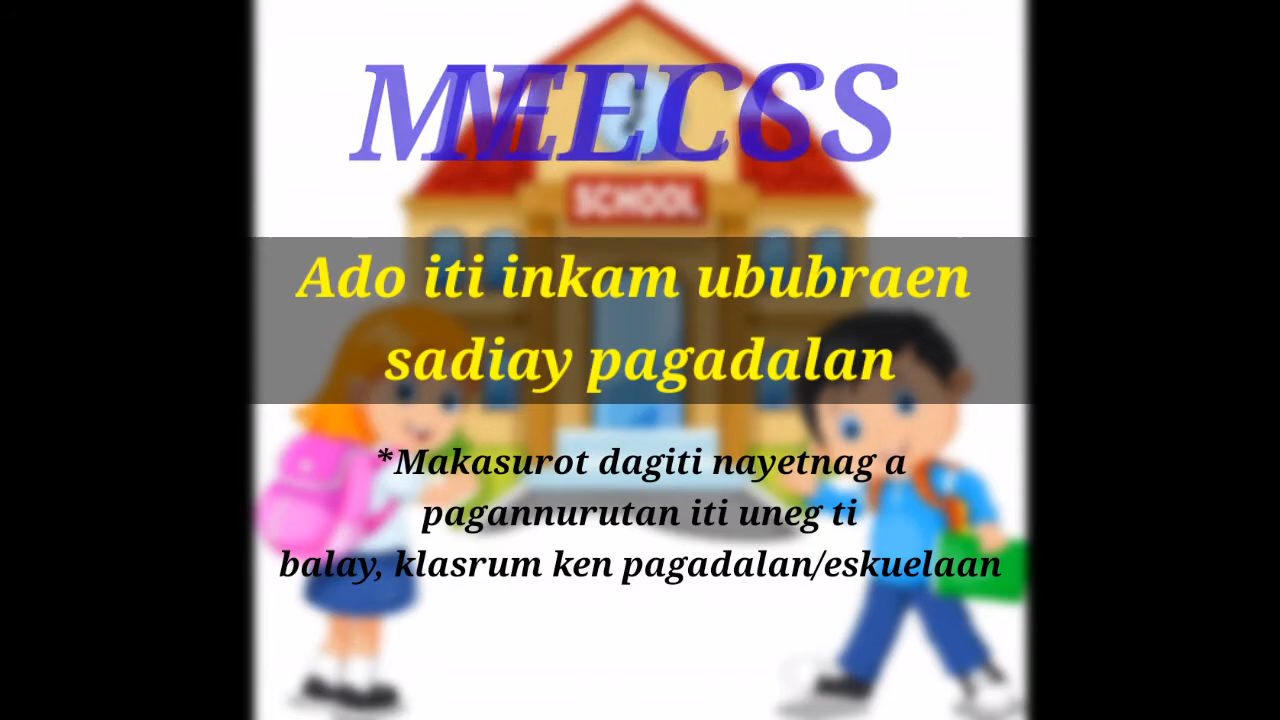 SCHOOL
Ado iti inkam ububraen
sadiay pagadalan
*Makasurot dagiti nayetnag a
pagannurutan iti uneg ti
balay, klasrum ken pagadalan/eskuelaan